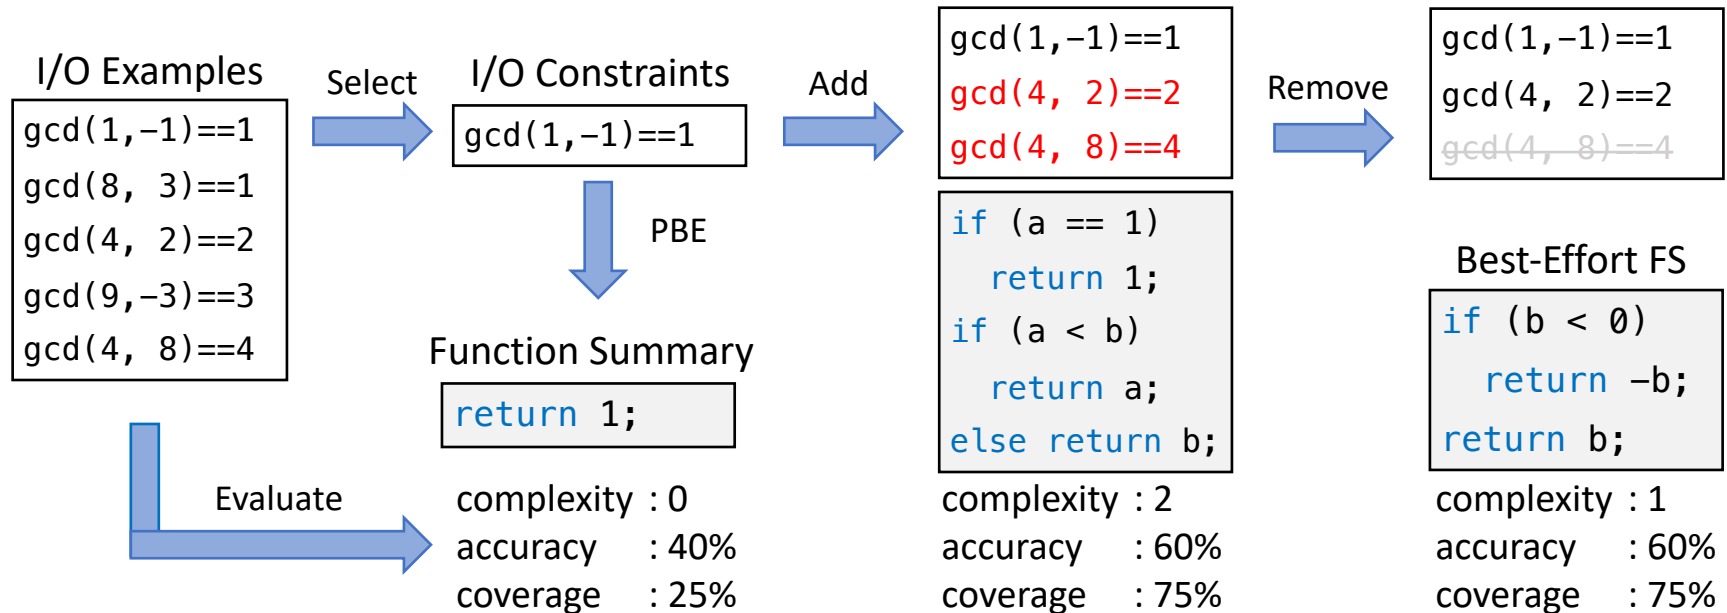 I/O Examples
gcd(1,−1)==1
gcd(8, 3)==1
gcd(4, 2)==2
gcd(9,−3)==3
gcd(4, 8)==4
Select
I/O Constraints
gcd(1,−1)==1
PBE
Function Summary
return 1;
Evaluate
complexity : 0
accuracy : 40%
coverage : 25%
Add
gcd(1,−1)==1
gcd(4, 2)==2
gcd(4, 8)==4
if (a == 1)
return 1;
if (a < b)
return a;
else return b;
complexity : 2
accuracy : 60%
coverage : 75%
Remove
gcd(1,−1)==1
gcd(4, 2)==2
gcd(4, 8)==4
Best-Effort FS
if (b < 0)
return −b;
return b;
complexity : 1
accuracy : 60%
coverage : 75%